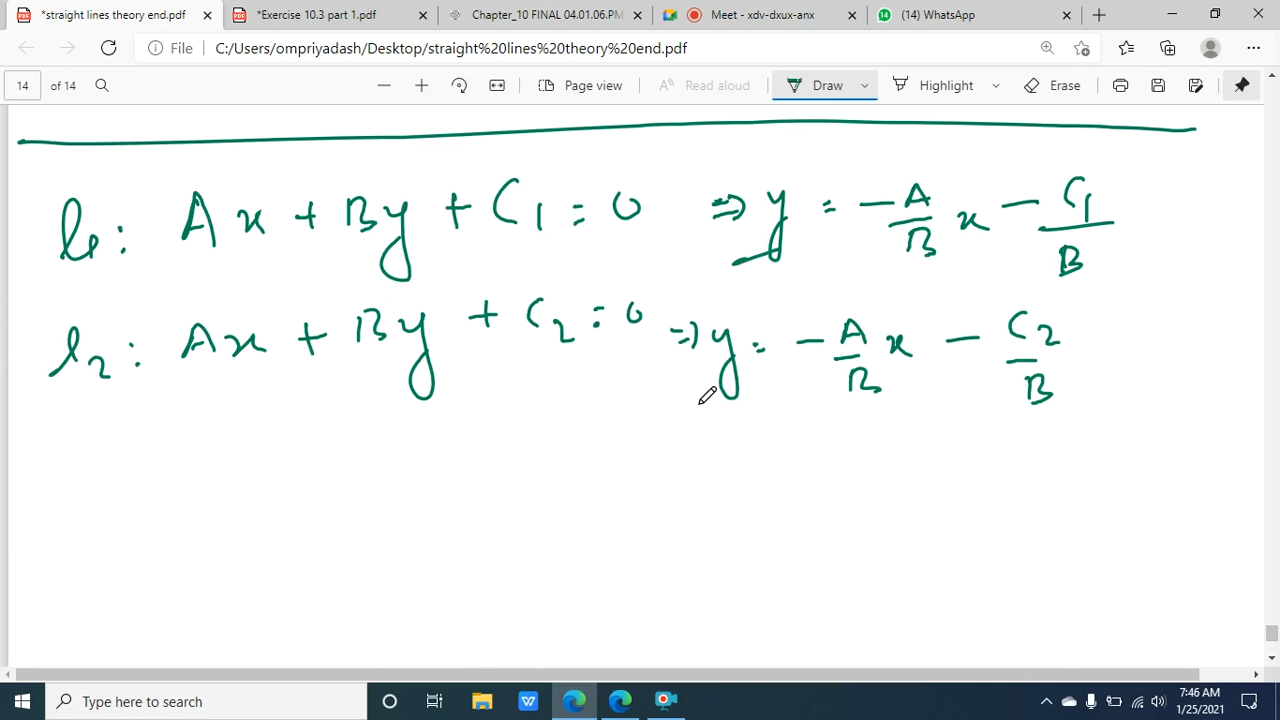 *straight lines theory end.pdf
*Exercise 10.3 part 1.pdf
Chapter_10 FINAL 04.01.06.PM
Meet - xdv-dxux-anx
(14) WhatsApp
File C:/Users/ompriyadash/Desktop/straight%20lines%20theory%20end.pdf
14 of 14 Page view Read aloud Draw Highlight Erase
l₁: Ax + By + C₁ = 0 ⇒ y = -A/B x - C₁/B
l₂: Ax + By + C₂ = 0 ⇒ y = -A/B x - C₂/B
Type here to search
7:46 AM
1/25/2021